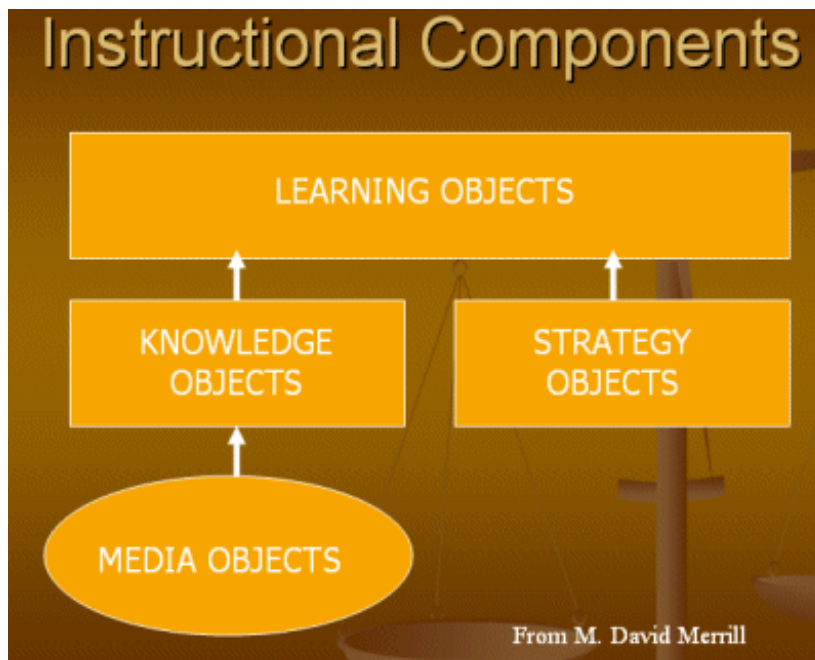 Instructional Components
LEARNING OBJECTS
KNOWLEDGE
OBJECTS
STRATEGY
OBJECTS
MEDIA OBJECTS
From M. David Merrill